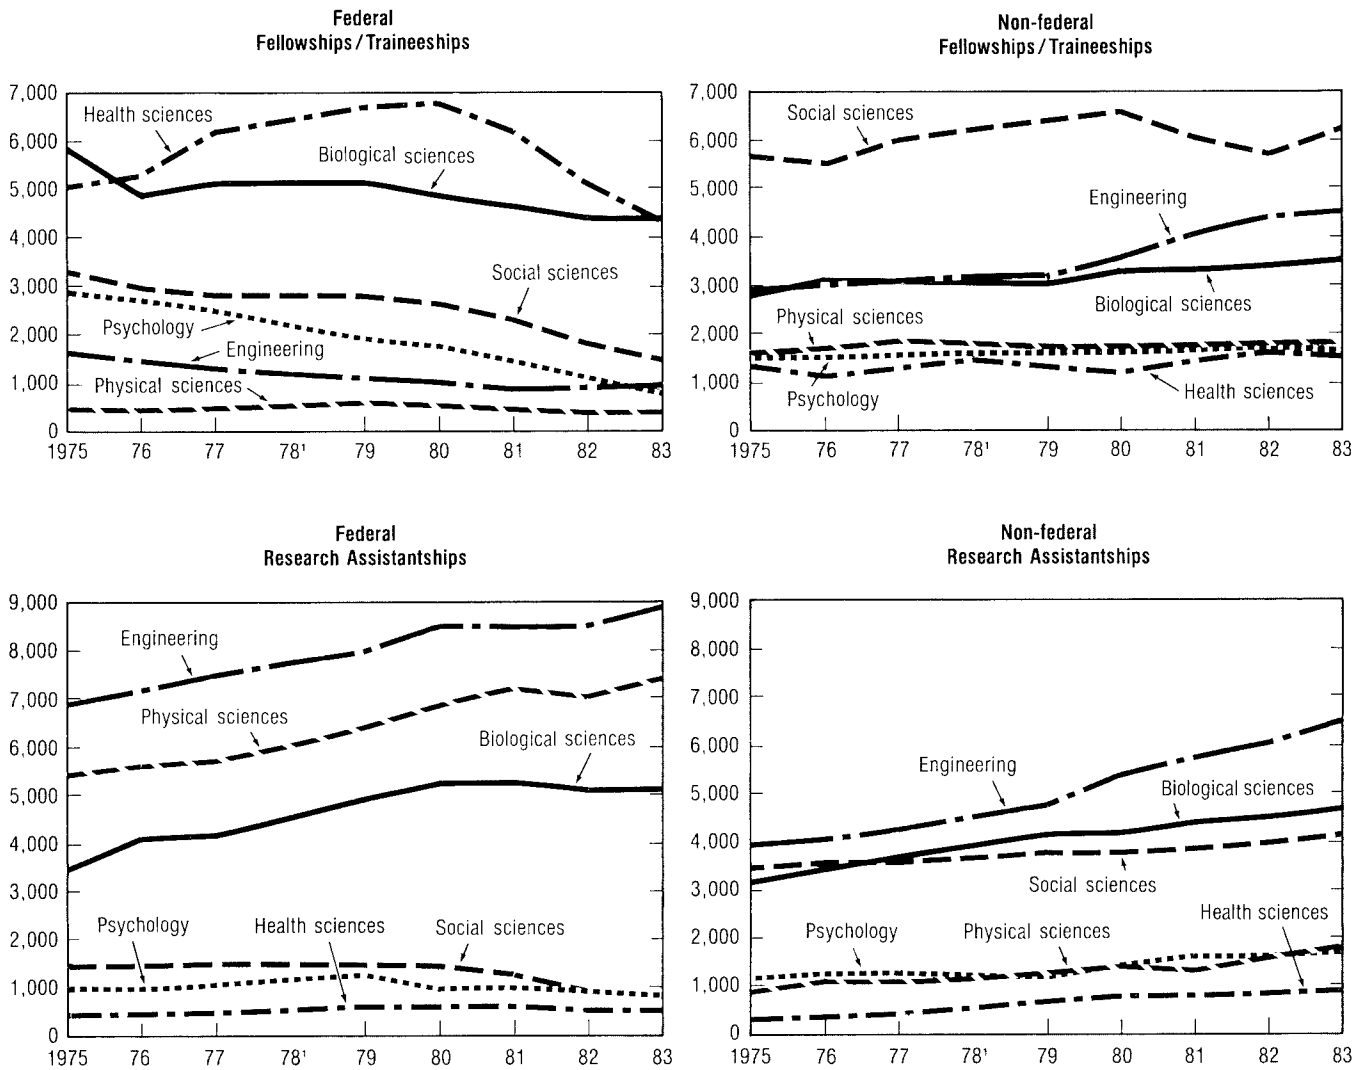 Federal
Fellowships / Traineeships
7,000
6,000
5,000
4,000
3,000
2,000
1,000
0
Health sciences
Biological sciences
Social sciences
Psychology
Engineering
Physical sciences
1975 76 77 78¹ 79 80 81 82 83
Non-federal
Fellowships / Traineeships
7,000
6,000
5,000
4,000
3,000
2,000
1,000
0
Social sciences
Engineering
Biological sciences
Physical sciences
Health sciences
Psychology
1975 76 77 78¹ 79 80 81 82 83
Federal
Research Assistantships
9,000
8,000
7,000
6,000
5,000
4,000
3,000
2,000
1,000
0
Engineering
Physical sciences
Biological sciences
Psychology
Health sciences
Social sciences
1975 76 77 78¹ 79 80 81 82 83
Non-federal
Research Assistantships
9,000
8,000
7,000
6,000
5,000
4,000
3,000
2,000
1,000
0
Engineering
Biological sciences
Social sciences
Health sciences
Psychology
Physical sciences
1975 76 77 78¹ 79 80 81 82 83